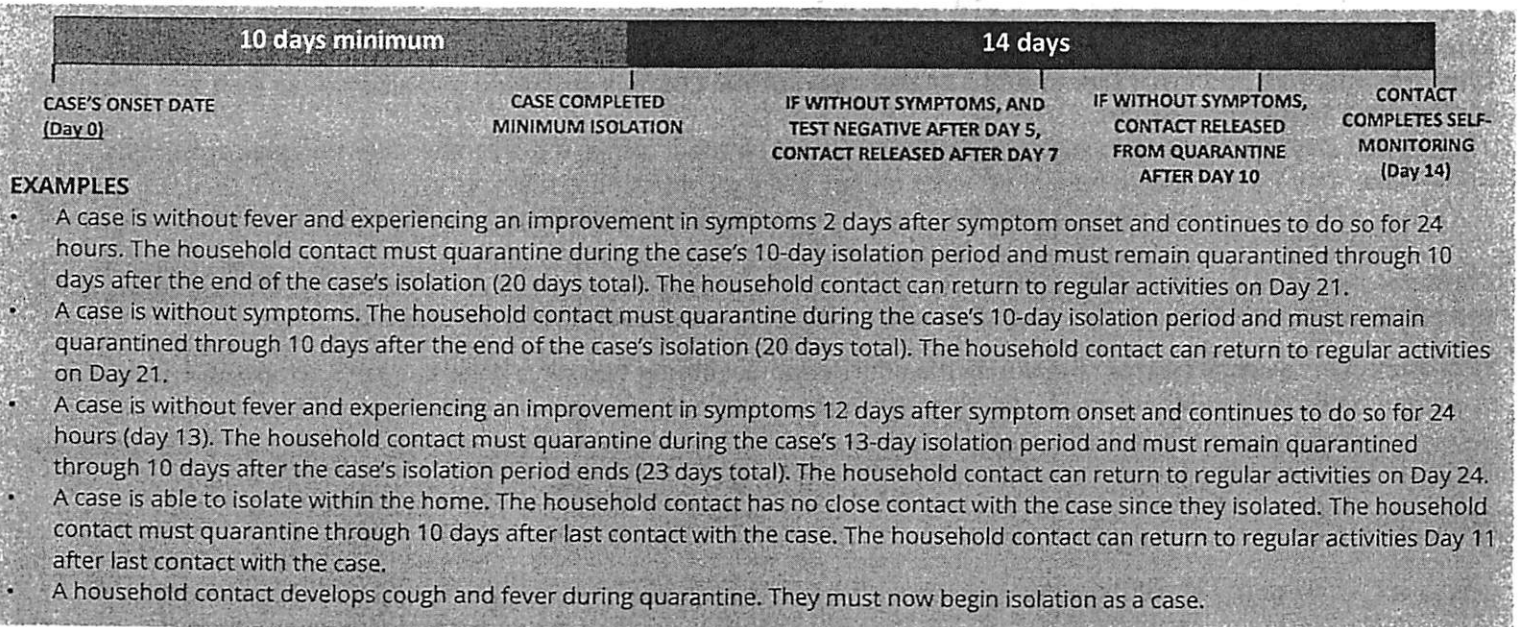 10 days minimum
14 days
CASE'S ONSET DATE
(Day 0)
CASE COMPLETED
MINIMUM ISOLATION
IF WITHOUT SYMPTOMS, AND
TEST NEGATIVE AFTER DAY 5,
CONTACT RELEASED AFTER DAY 7
IF WITHOUT SYMPTOMS,
CONTACT RELEASED
FROM QUARANTINE
AFTER DAY 10
CONTACT
COMPLETES SELF-
MONITORING
(Day 14)
EXAMPLES
• A case is without fever and experiencing an improvement in symptoms 2 days after symptom onset and continues to do so for 24
hours. The household contact must quarantine during the case's 10-day isolation period and must remain quarantined through 10
days after the end of the case's isolation (20 days total). The household contact can return to regular activities on Day 21.
• A case is without symptoms. The household contact must quarantine during the case's 10-day isolation period and must remain
quarantined through 10 days after the end of the case's isolation (20 days total). The household contact can return to regular activities
on Day 21.
• A case is without fever and experiencing an improvement in symptoms 12 days after symptom onset and continues to do so for 24
hours (day 13). The household contact must quarantine during the case's 13-day isolation period and must remain quarantined
through 10 days after the case's isolation period ends (23 days total). The household contact can return to regular activities on Day 24.
• A case is able to isolate within the home. The household contact has no close contact with the case since they isolated. The household
contact must quarantine through 10 days after last contact with the case. The household contact can return to regular activities Day 11
after last contact with the case.
• A household contact develops cough and fever during quarantine. They must now begin isolation as a case.